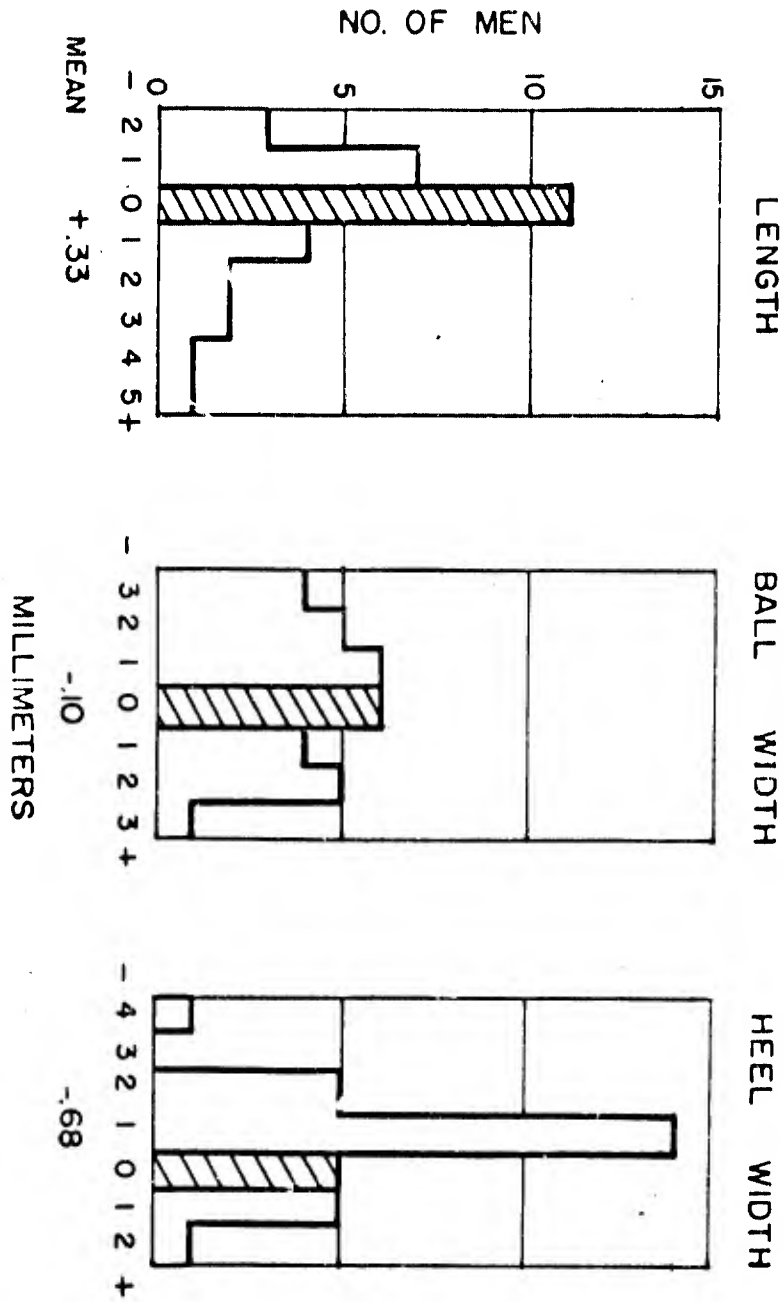 LENGTH BALL WIDTH HEEL WIDTH
NO. OF MEN
15
10
5
0
- 2 1 0 1 2 3 4 5 +
- 3 2 1 0 1 2 3 +
- 4 3 2 1 0 1 2 +
MEAN +.33 -.10 -.68
MILLIMETERS